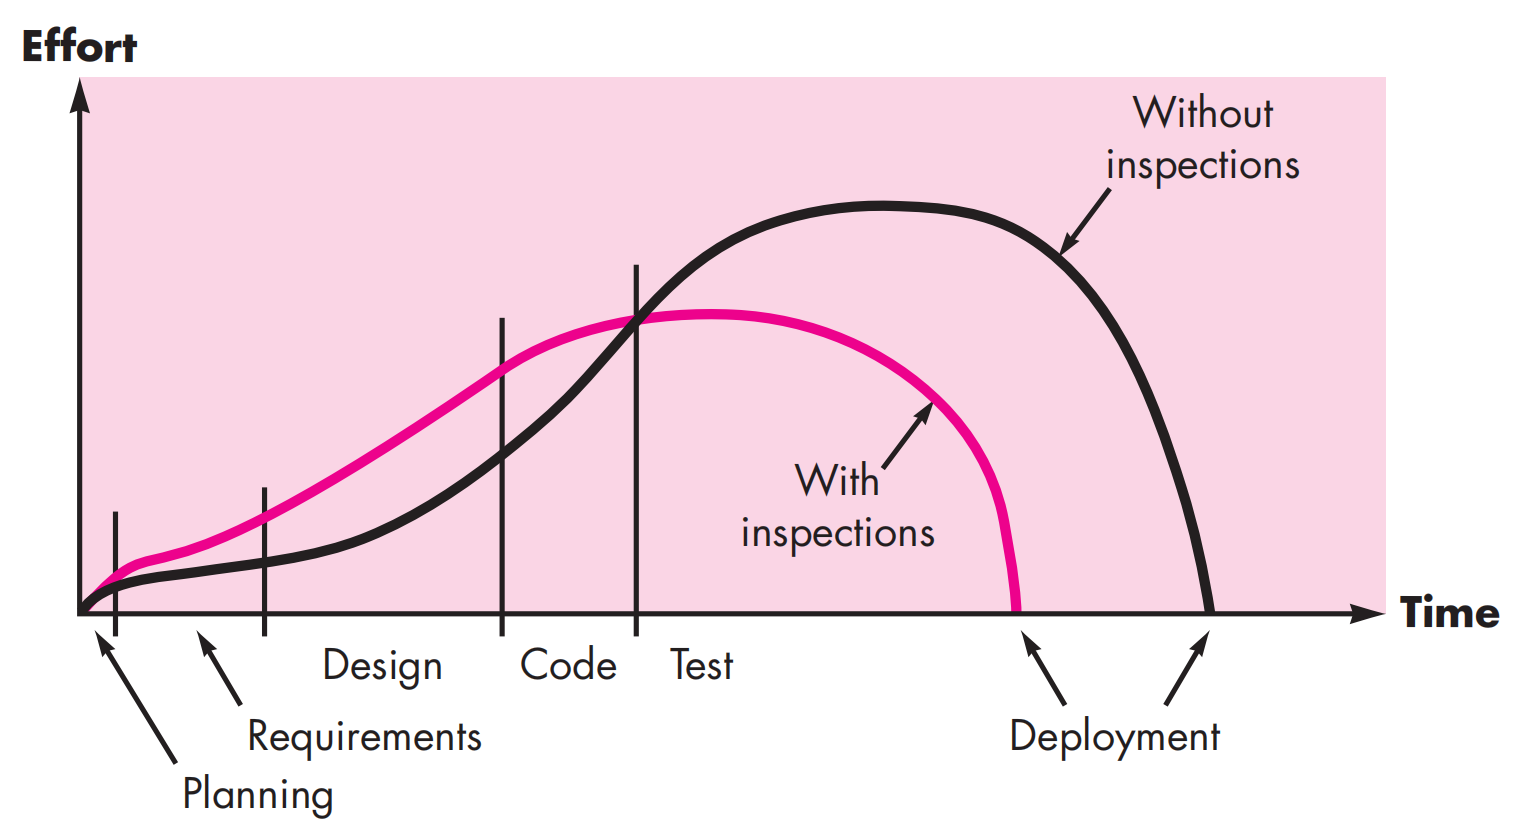 Effort
Without
inspections
With
inspections
Time
Design
Code
Test
Requirements
Deployment
Planning